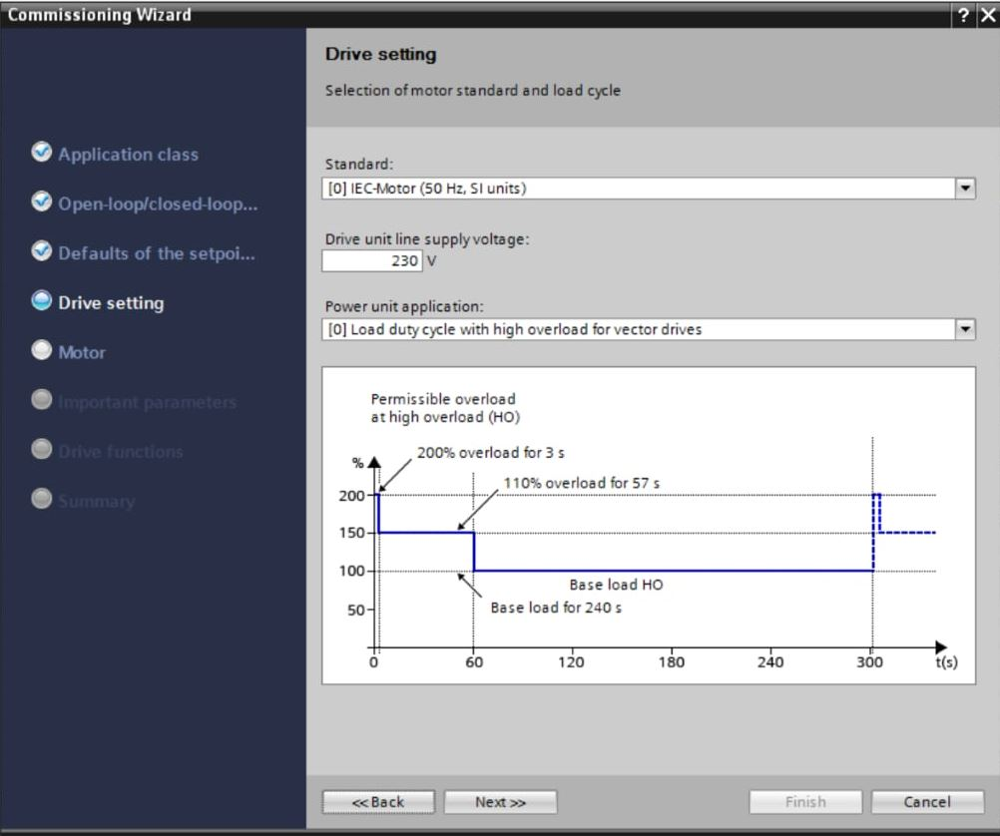 Commissioning Wizard
? X
Application class
Open-loop/closed-loop...
Defaults of the setpoi...
Drive setting
Motor
Important parameters
Drive functions
Summary
Drive setting
Selection of motor standard and load cycle
Standard:
[0] IEC-Motor (50 Hz, SI units)
Drive unit line supply voltage:
230 V
Power unit application:
[0] Load duty cycle with high overload for vector drives
Permissible overload
at high overload (HO)
200% overload for 3 s
%
110% overload for 57 s
200
150
100
Base load HO
Base load for 240 s
50
0 60 120 180 240 300 t(s)
<<Back Next>> Finish Cancel